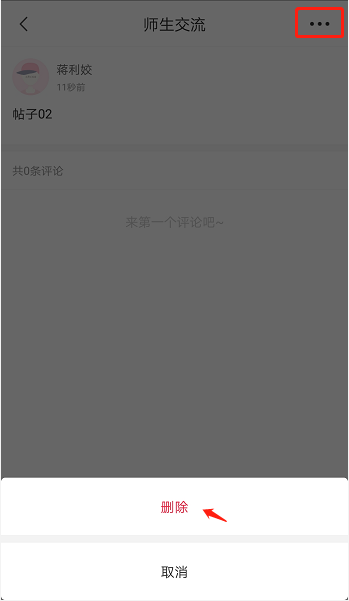 师生交流
蒋利姣
11秒前
帖子02
共0条评论
来第一个评论吧~
删除
取消